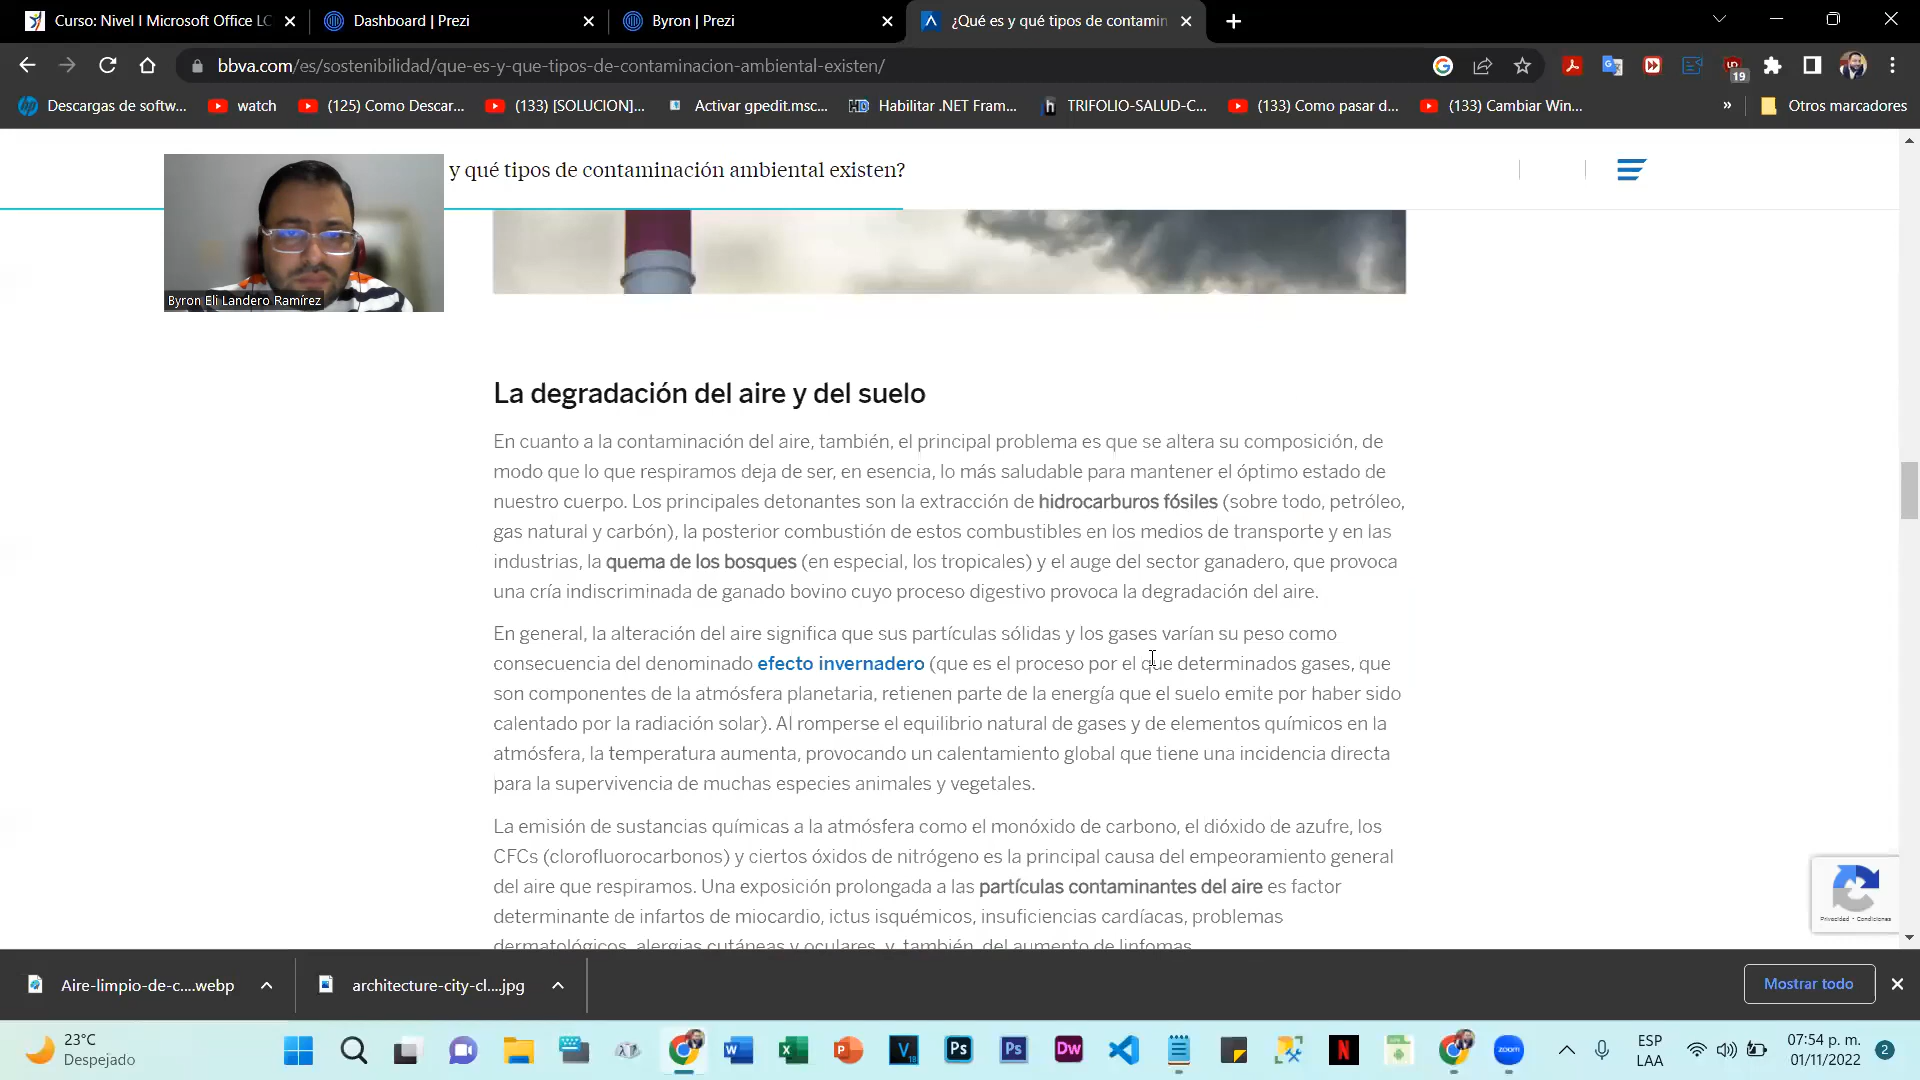 Curso: Nivel I Microsoft Office LC
Dashboard | Prezi
Byron | Prezi
¿Qué es y qué tipos de contamin
bbva.com/es/sostenibilidad/que-es-y-que-tipos-de-contaminacion-ambiental-existen/
19
Descargas de softw...
watch
(125) Como Descar...
(133) [SOLUCION]...
Activar gpedit.msc...
Habilitar .NET Fram...
TRIFOLIO-SALUD-C...
(133) Como pasar d...
(133) Cambiar Win...
»
Otros marcadores
y qué tipos de contaminación ambiental existen?
Byron Eli Landero Ramírez
La degradación del aire y del suelo
En cuanto a la contaminación del aire, también, el principal problema es que se altera su composición, de
modo que lo que respiramos deja de ser, en esencia, lo más saludable para mantener el óptimo estado de
nuestro cuerpo. Los principales detonantes son la extracción de hidrocarburos fósiles (sobre todo, petróleo,
gas natural y carbón), la posterior combustión de estos combustibles en los medios de transporte y en las
industrias, la quema de los bosques (en especial, los tropicales) y el auge del sector ganadero, que provoca
una cría indiscriminada de ganado bovino cuyo proceso digestivo provoca la degradación del aire.
En general, la alteración del aire significa que sus partículas sólidas y los gases varían su peso como
consecuencia del denominado efecto invernadero (que es el proceso por el que determinados gases, que
son componentes de la atmósfera planetaria, retienen parte de la energía que el suelo emite por haber sido
calentado por la radiación solar). Al romperse el equilibrio natural de gases y de elementos químicos en la
atmósfera, la temperatura aumenta, provocando un calentamiento global que tiene una incidencia directa
para la supervivencia de muchas especies animales y vegetales.
La emisión de sustancias químicas a la atmósfera como el monóxido de carbono, el dióxido de azufre, los
CFCs (clorofluorocarbonos) y ciertos óxidos de nitrógeno es la principal causa del empeoramiento general
del aire que respiramos. Una exposición prolongada a las partículas contaminantes del aire es factor
determinante de infartos de miocardio, ictus isquémicos, insuficiencias cardíacas, problemas
dermatológicos, alergias cutáneas y oculares, y, también, del aumento de linfomas.
Privacidad - Condiciones
Aire-limpio-de-c....webp
architecture-city-cl....jpg
Mostrar todo
23°C
Despejado
Ps
Ps
Dw
zoom
ESP
LAA
07:54 p. m.
01/11/2022
2